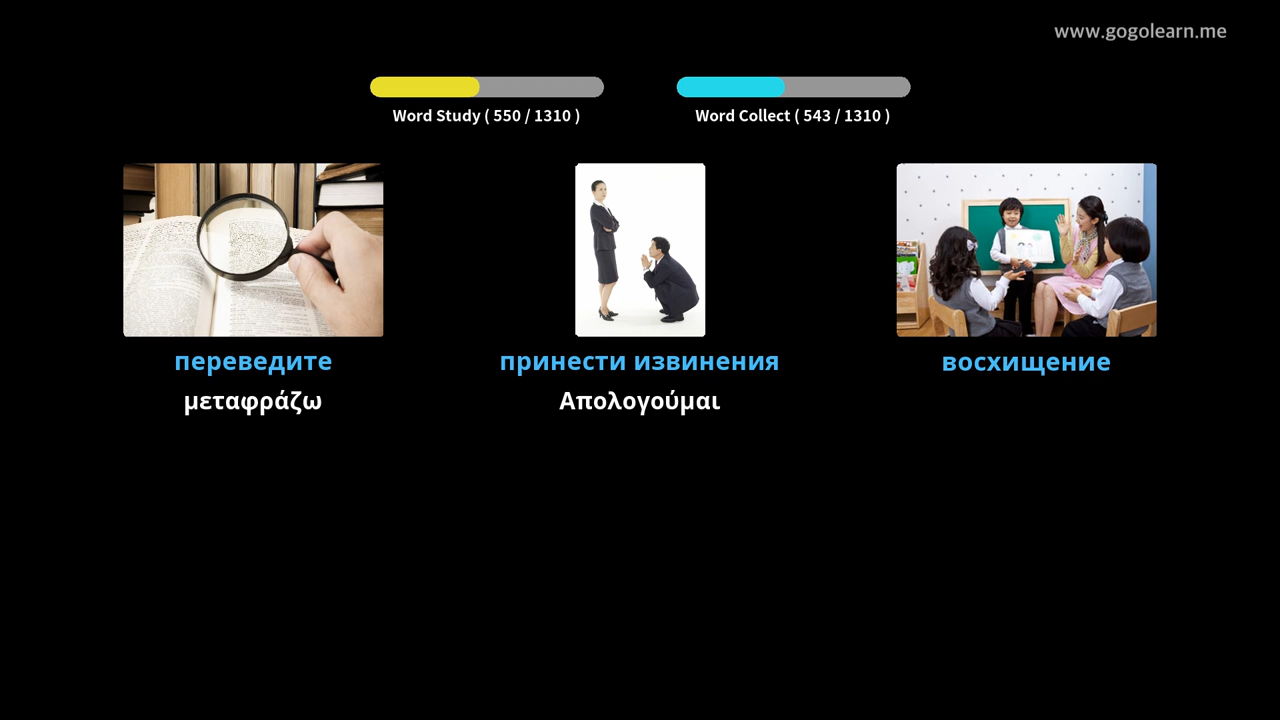 www.gogolearn.me
Word Study ( 550 / 1310 )
Word Collect ( 543 / 1310 )
переведите
принести извинения
восхищение
μεταφράζω
Απολογούμαι